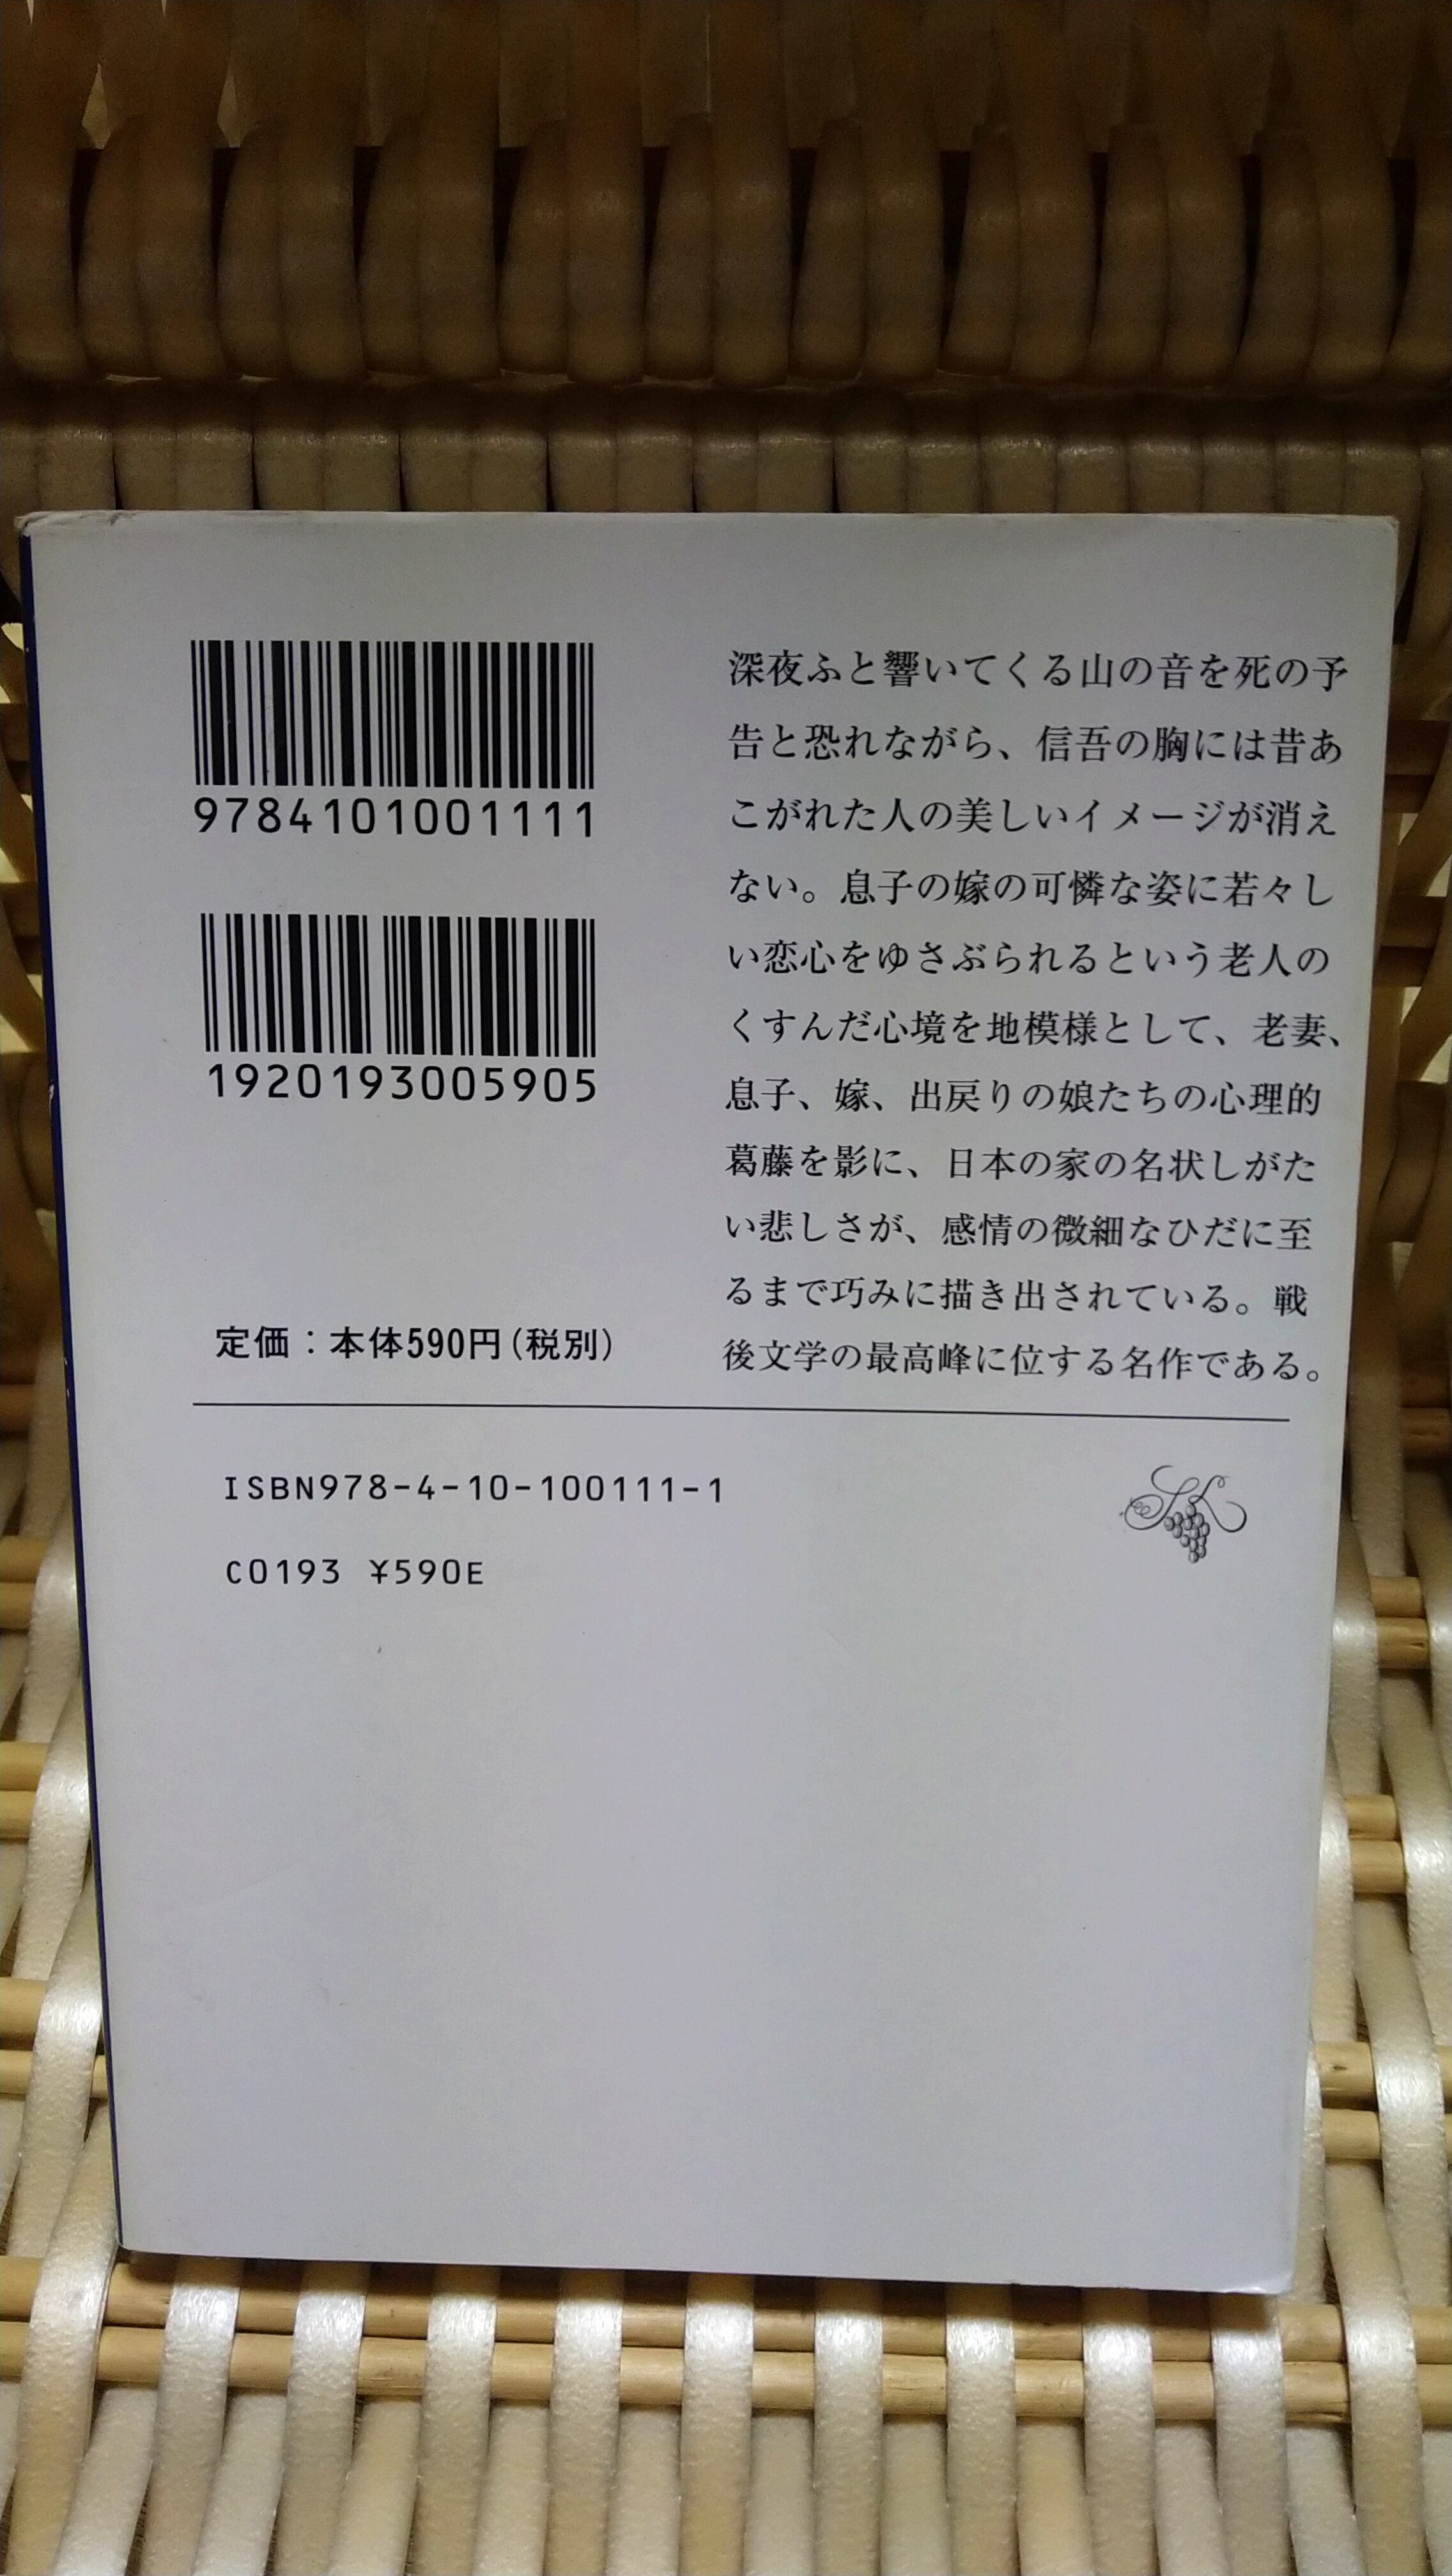 9784101001111
1920193005905
定価：本体590円(税別)
深夜ふと響いてくる山の音を死の予
告と恐れながら、信吾の胸には昔あ
こがれた人の美しいイメージが消え
ない。息子の嫁の可憐な姿に若々し
い恋心をゆさぶられるという老人の
くすんだ心境を地模様として、老妻、
息子、嫁、出戻りの娘たちの心理的
葛藤を影に、日本の家の名状しがた
い悲しさが、感情の微細なひだに至
るまで巧みに描き出されている。戦
後文学の最高峰に位する名作である。
ISBN978-4-10-100111-1
C0193 ¥590E